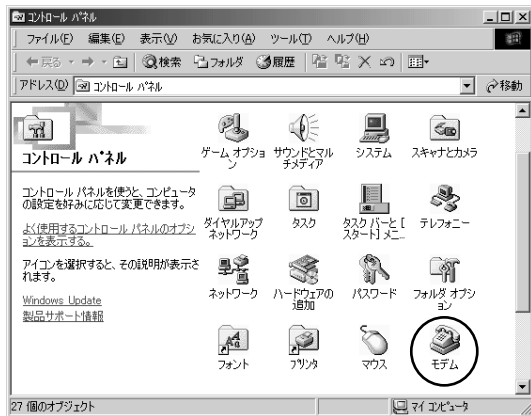 コントロール パネル
ファイル(F) 編集(E) 表示(V) お気に入り(A) ツール(T) ヘルプ(H)
戻る 検索 フォルダ 履歴
アドレス(D) コントロール パネル 移動
コントロール パネル
コントロール パネルを使うと、コンピュータ
の設定を好みに応じて変更できます。
よく使用するコントロール パネルのオプシ
ョンを表示する。
アイコンを選択すると、その説明が表示さ
れます。
Windows Update
製品サポート情報
ゲーム オプショ
ン
サウンドとマル
チメディア
システム
スキャナとカメラ
ダイヤルアップ
ネットワーク
タスク
タスク バーと [
スタート] メニ...
テレフォニー
ネットワーク
ハードウェアの
追加
パスワード
フォルダ オプシ
ョン
フォント
プリンタ
マウス
モデム
27 個のオブジェクト
マイ コンピュータ